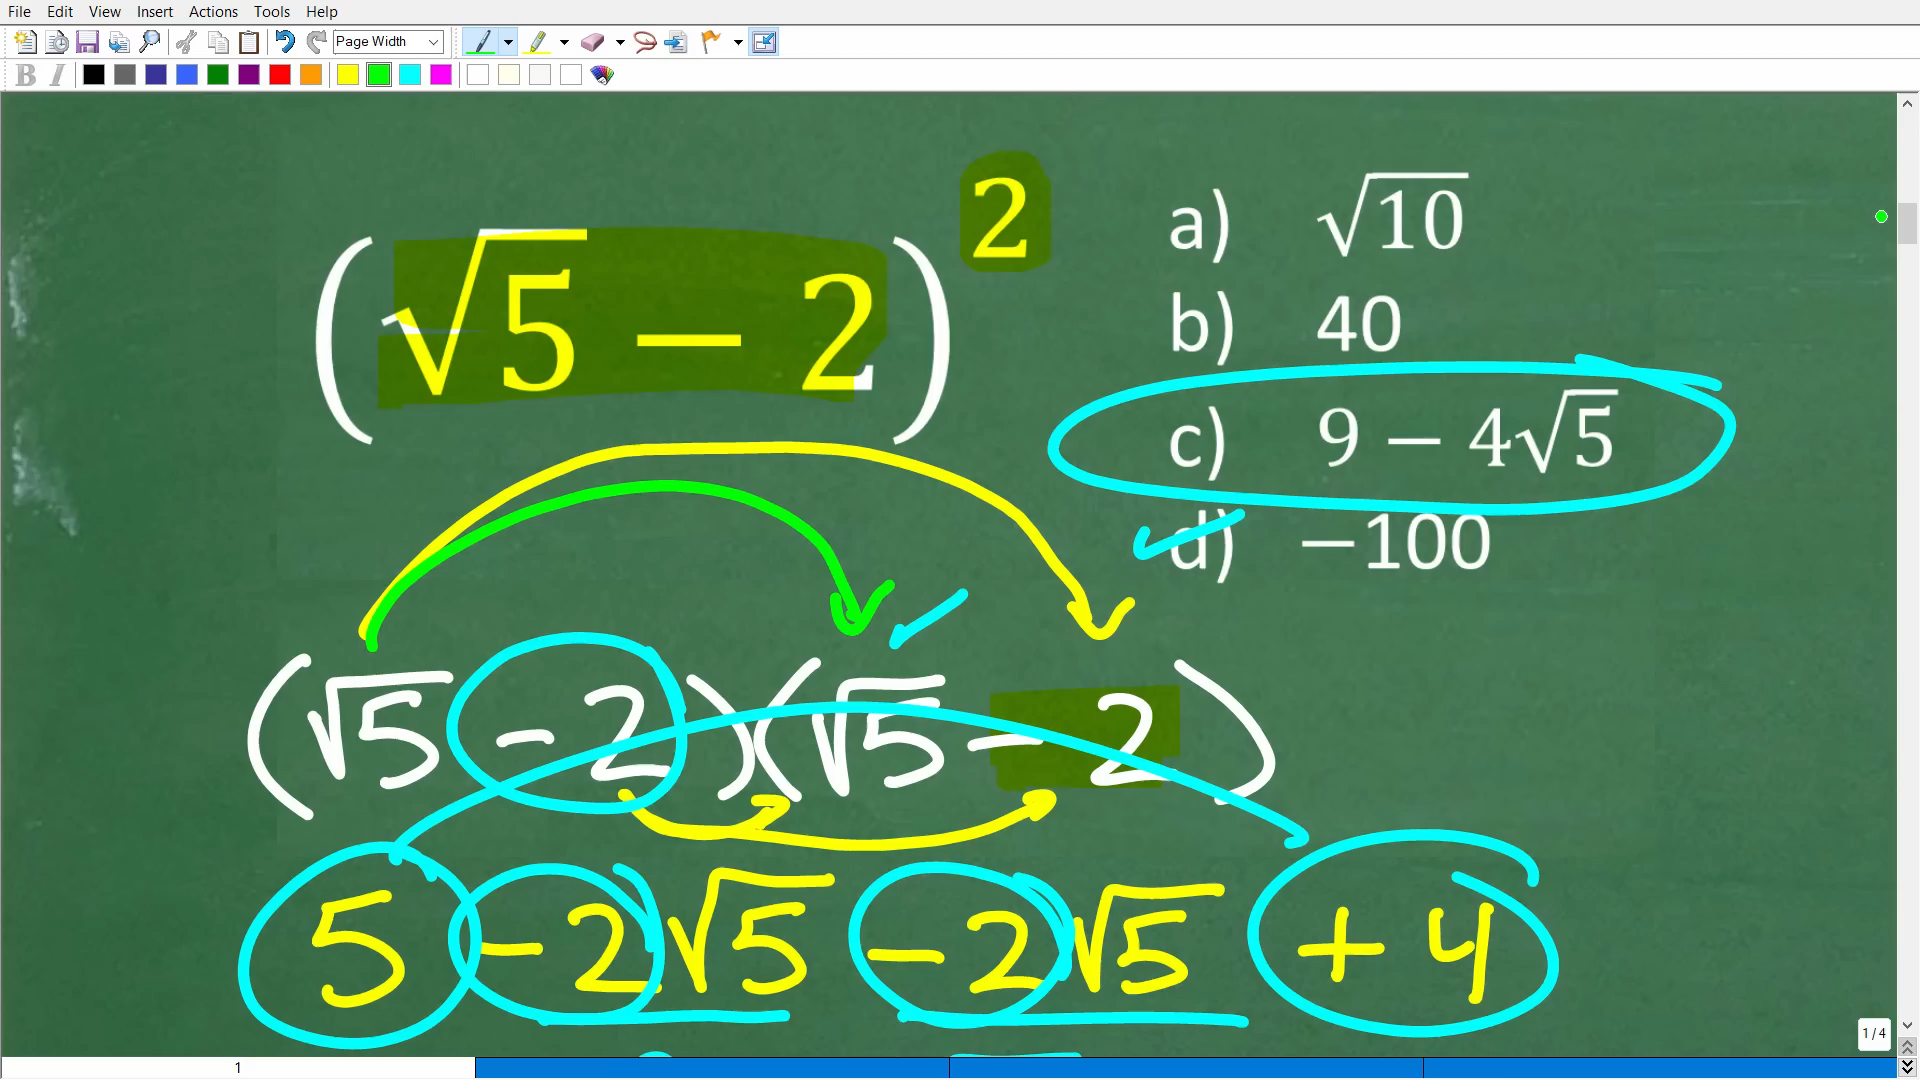 File Edit View Insert Actions Tools Help
Page Width
B I
(√5 − 2)²
a) √10
b) 40
c) 9 − 4√5
d) −100
(√5 − 2)(√5 − 2)
5 − 2√5 − 2√5 + 4
1 / 4
1